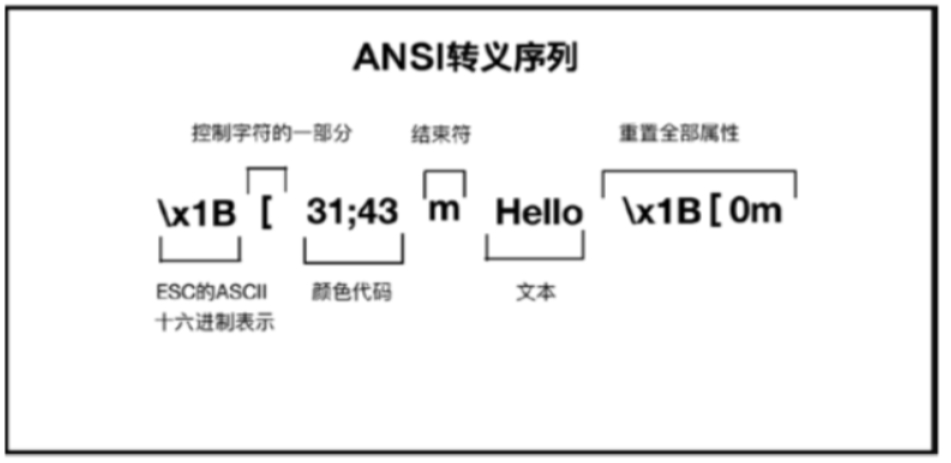 ANSI转义序列
控制字符的一部分 结束符 重置全部属性
\x1B [ 31;43 m Hello \x1B[0m
ESC的ASCII 颜色代码 文本
十六进制表示